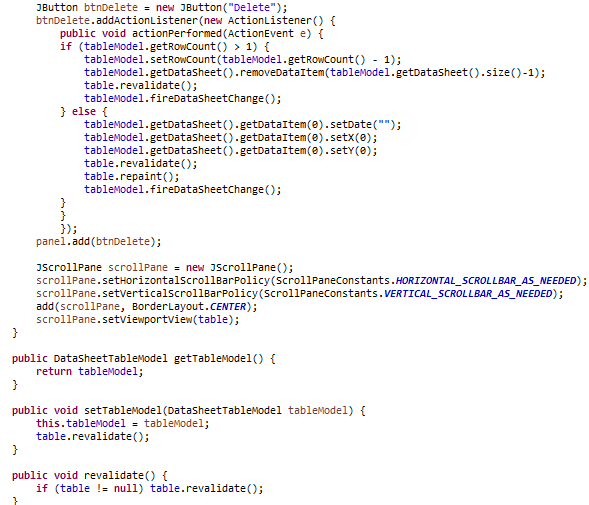 JButton btnDelete = new JButton("Delete");
btnDelete.addActionListener(new ActionListener() {
public void actionPerformed(ActionEvent e) {
if (tableModel.getRowCount() > 1) {
tableModel.setRowCount(tableModel.getRowCount() - 1);
tableModel.getDataSheet().removeDataItem(tableModel.getDataSheet().size()-1);
table.revalidate();
tableModel.fireDataSheetChange();
} else {
tableModel.getDataSheet().getDataItem(0).setDate("");
tableModel.getDataSheet().getDataItem(0).setX(0);
tableModel.getDataSheet().getDataItem(0).setY(0);
table.revalidate();
table.repaint();
tableModel.fireDataSheetChange();
}
}
});
panel.add(btnDelete);
JScrollPane scrollPane = new JScrollPane();
scrollPane.setHorizontalScrollBarPolicy(ScrollPaneConstants.HORIZONTAL_SCROLLBAR_AS_NEEDED);
scrollPane.setVerticalScrollBarPolicy(ScrollPaneConstants.VERTICAL_SCROLLBAR_AS_NEEDED);
add(scrollPane, BorderLayout.CENTER);
scrollPane.setViewportView(table);
}
public DataSheetTableModel getTableModel() {
return tableModel;
}
public void setTableModel(DataSheetTableModel tableModel) {
this.tableModel = tableModel;
table.revalidate();
}
public void revalidate() {
if (table != null) table.revalidate();
}